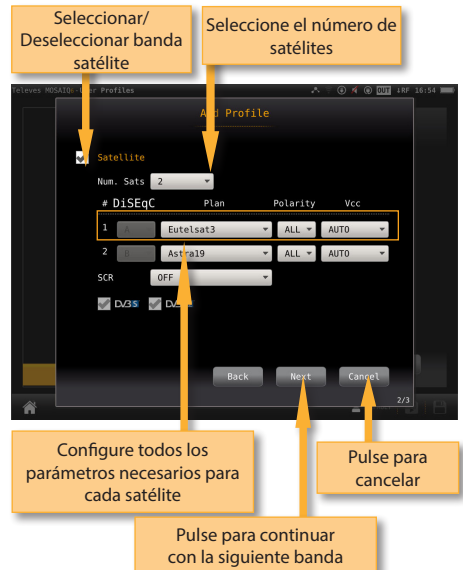 Seleccionar/
Deseleccionar banda
satélite
Seleccione el número de
satélites
Televes MOSAIQ6-User Profiles
OUT
16:54
Add Profile
Satellite
Num. Sats 2
# DiSEqC Plan Polarity Vcc
1 A Eutelsat3 ALL AUTO
2 B Astra19 ALL AUTO
SCR OFF
DVB S
Back Next Cancel
2/3
Configure todos los
parámetros necesarios para
cada satélite
Pulse para
cancelar
Pulse para continuar
con la siguiente banda